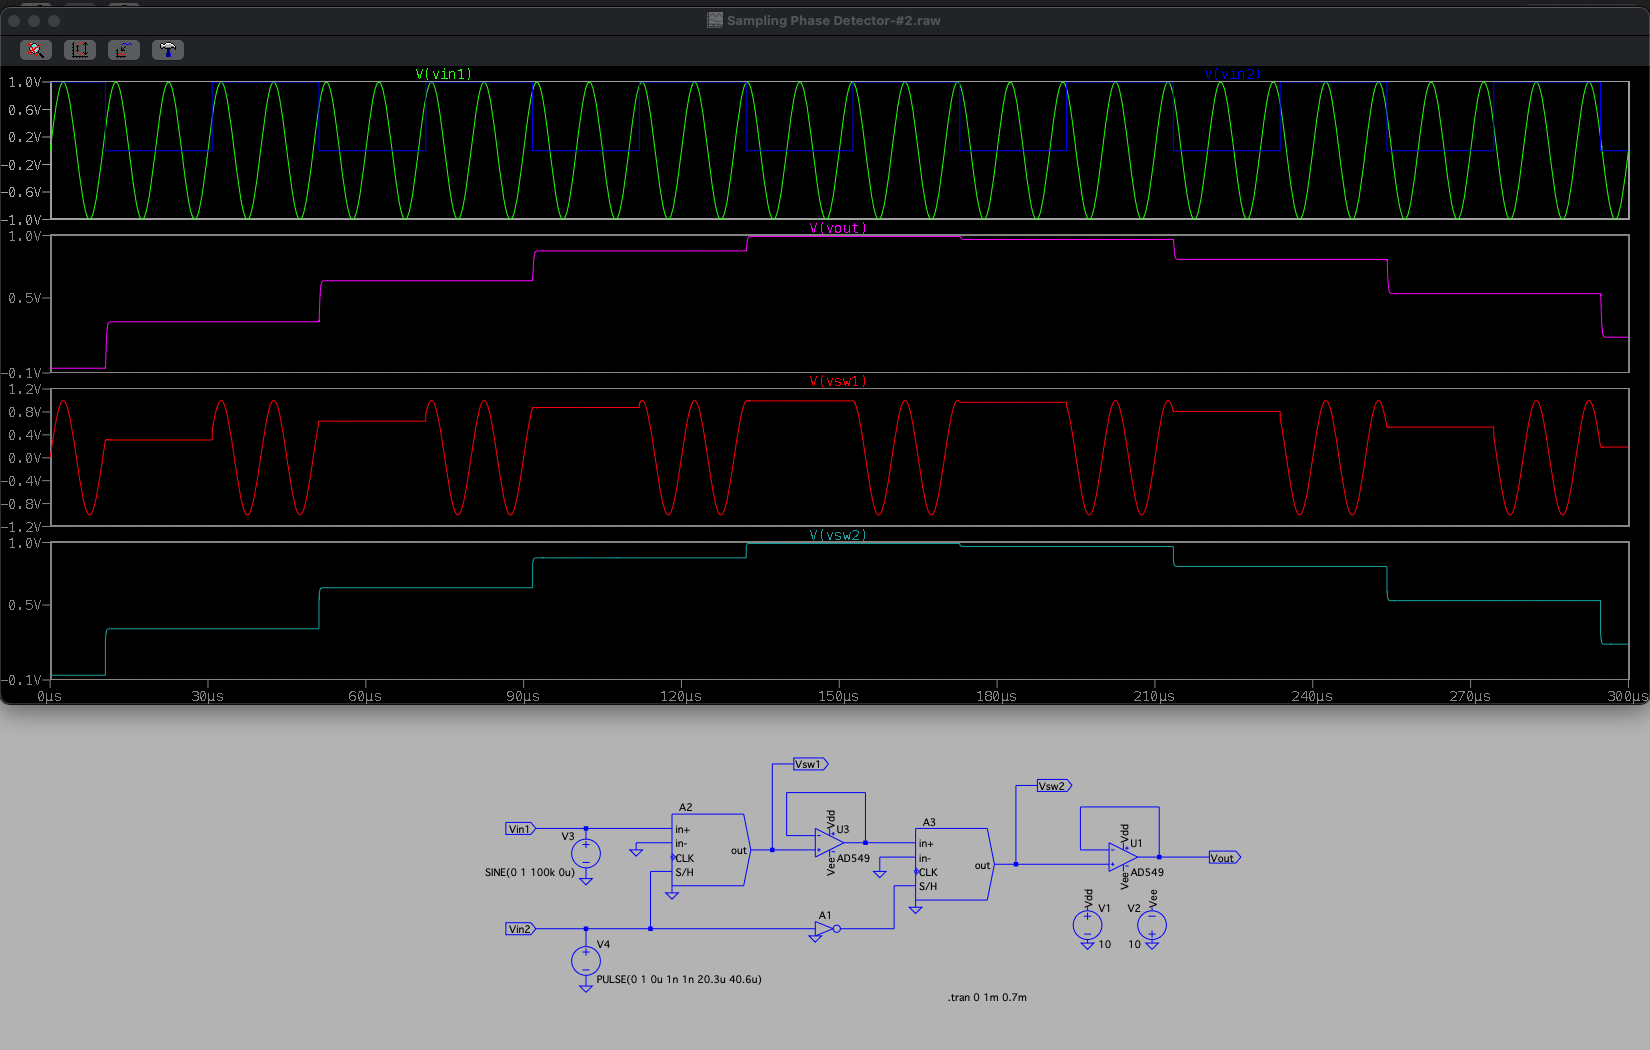 Sampling Phase Detector-#2.raw
V(vin1)
V(vin2)
1.0V
0.6V
0.2V
-0.2V
-0.6V
-1.0V
V(vout)
1.0V
0.5V
-0.1V
V(vsw1)
1.2V
0.8V
0.4V
0.0V
-0.4V
-0.8V
-1.2V
V(vsw2)
1.0V
0.5V
-0.1V
0µs
30µs
60µs
90µs
120µs
150µs
180µs
210µs
240µs
270µs
300µs
Vsw1
Vsw2
A2
Vin1
V3
in+
in-
CLK
S/H
out
SINE(0 1 100k 0u)
Vdd
U3
Vee
AD549
A3
in+
in-
CLK
S/H
out
Vdd
U1
Vee
AD549
Vout
Vin2
V4
PULSE(0 1 0u 1n 1n 20.3u 40.6u)
A1
Vdd
V1
10
Vee
V2
10
.tran 0 1m 0.7m